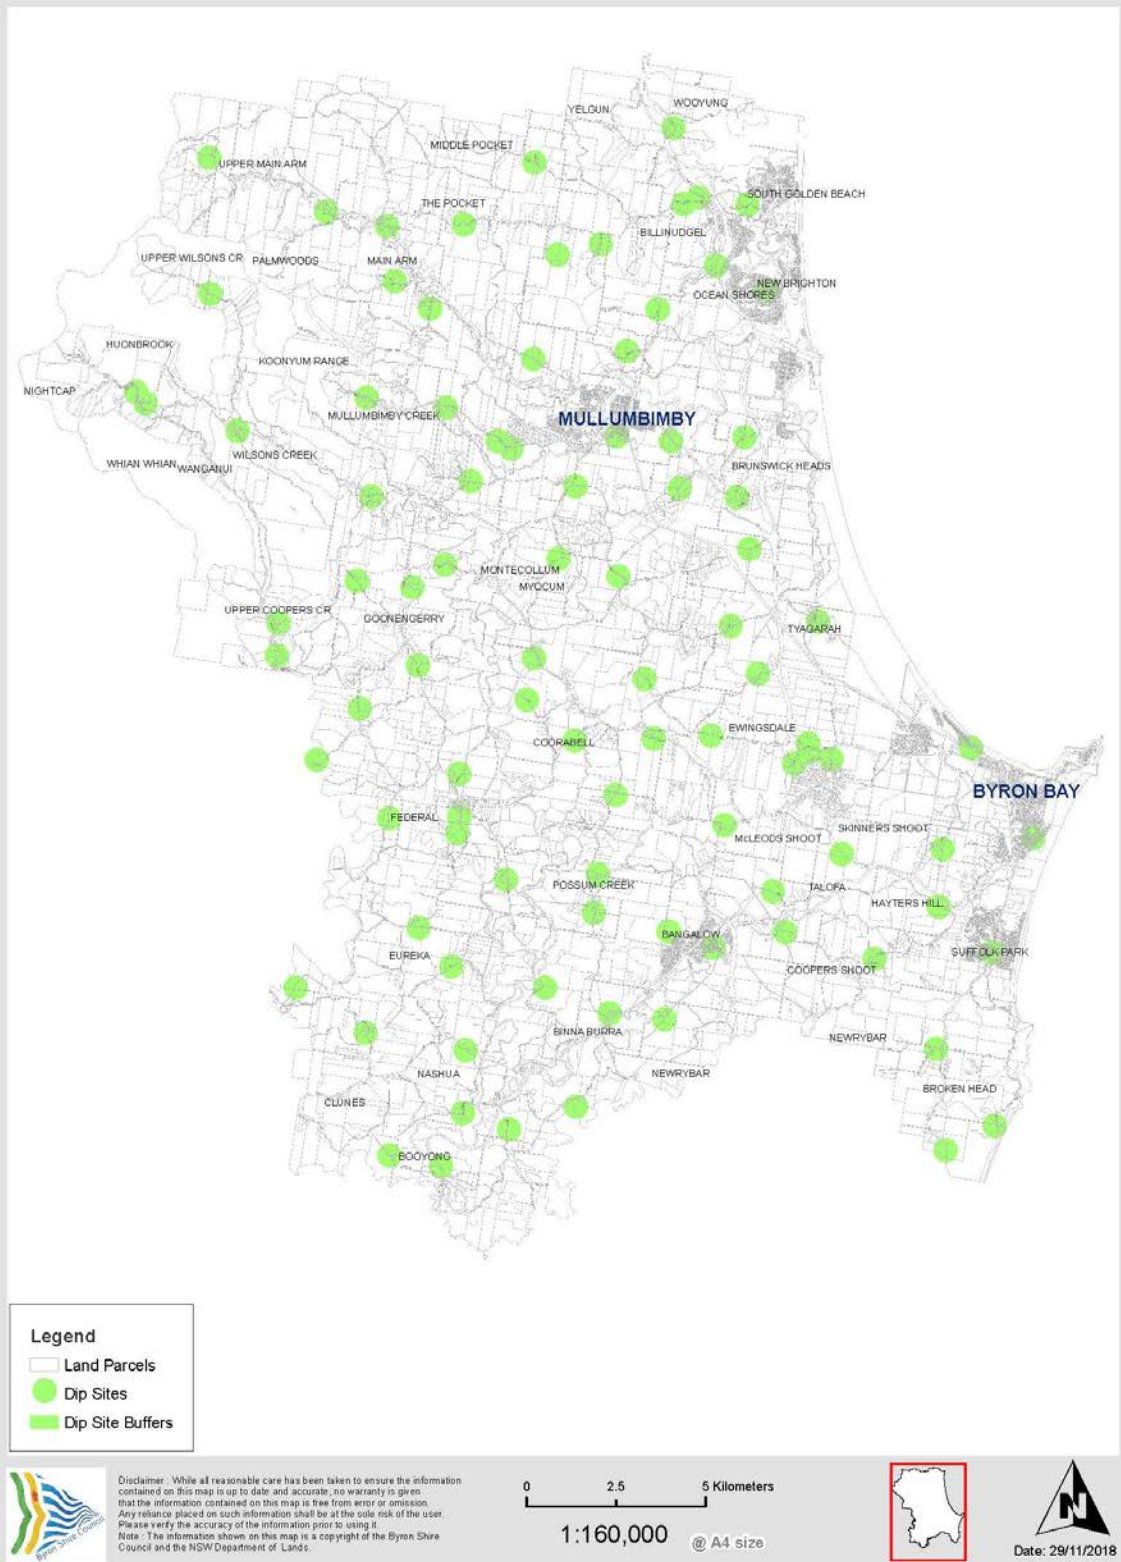 WOOYUNG
YELGUN
MIDDLE POCKET
UPPER MAIN ARM
SOUTH GOLDEN BEACH
THE POCKET
BILLINUDGEL
UPPER WILSONS CR
PALMWOODS
MAIN ARM
NEW BRIGHTON
OCEAN SHORES
HUONBROOK
KOONYUM RANGE
NIGHTCAP
MULLUMBIMBY CREEK
MULLUMBIMBY
WILSONS CREEK
WHIAN WHIAN
WANGANUI
BRUNSWICK HEADS
MONTECOLLUM
MYOCUM
UPPER COOPERS CR
GOONENGERRY
TYAGARAH
EWINGSDALE
COORABELL
BYRON BAY
FEDERAL
SKINNERS SHOOT
McLEODS SHOOT
POSSUM CREEK
TALOFA
HAYTERS HILL
BANGALOW
EUREKA
SUFFOLK PARK
COOPERS SHOOT
BINNA BURRA
NEWRYBAR
NASHUA
NEWRYBAR
BROKEN HEAD
CLUNES
BOOYONG
Legend
Land Parcels
Dip Sites
Dip Site Buffers
Byron Shire Council
Disclaimer : While all reasonable care has been taken to ensure the information
contained on this map is up to date and accurate, no warranty is given
that the information contained on this map is free from error or omission.
Any reliance placed on such information shall be at the sole risk of the user.
Please verify the accuracy of the information prior to using it.
Note : The information shown on this map is a copyright of the Byron Shire
Council and the NSW Department of Lands.
0 2.5 5 Kilometers
1:160,000 @ A4 size
N
Date: 29/11/2018